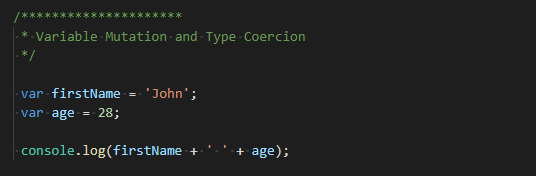 /*********************
* Variable Mutation and Type Coercion
*/
var firstName = 'John';
var age = 28;
console.log(firstName + ' ' + age);